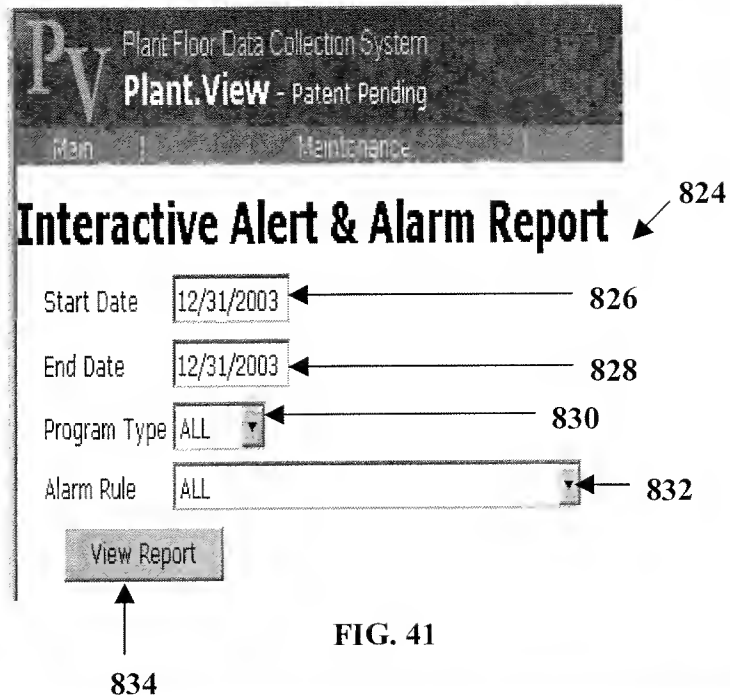 PV Plant Floor Data Collection System
Plant.View - Patent Pending
Main | Maintenance |
Interactive Alert & Alarm Report 824
Start Date 12/31/2003 826
End Date 12/31/2003 828
Program Type ALL 830
Alarm Rule ALL 832
View Report
FIG. 41
834